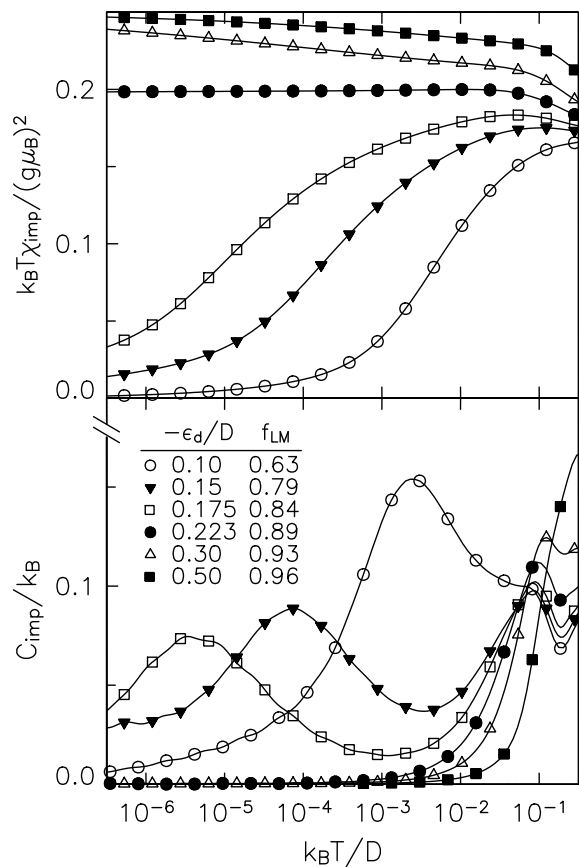 k_BTχ_imp/(gμ_B)²
0.2
0.1
0.0
C_imp/k_B
0.1
0.0
−ε_d/D f_LM
0.10 0.63
0.15 0.79
0.175 0.84
0.223 0.89
0.30 0.93
0.50 0.96
10⁻⁶ 10⁻⁵ 10⁻⁴ 10⁻³ 10⁻² 10⁻¹
k_BT/D